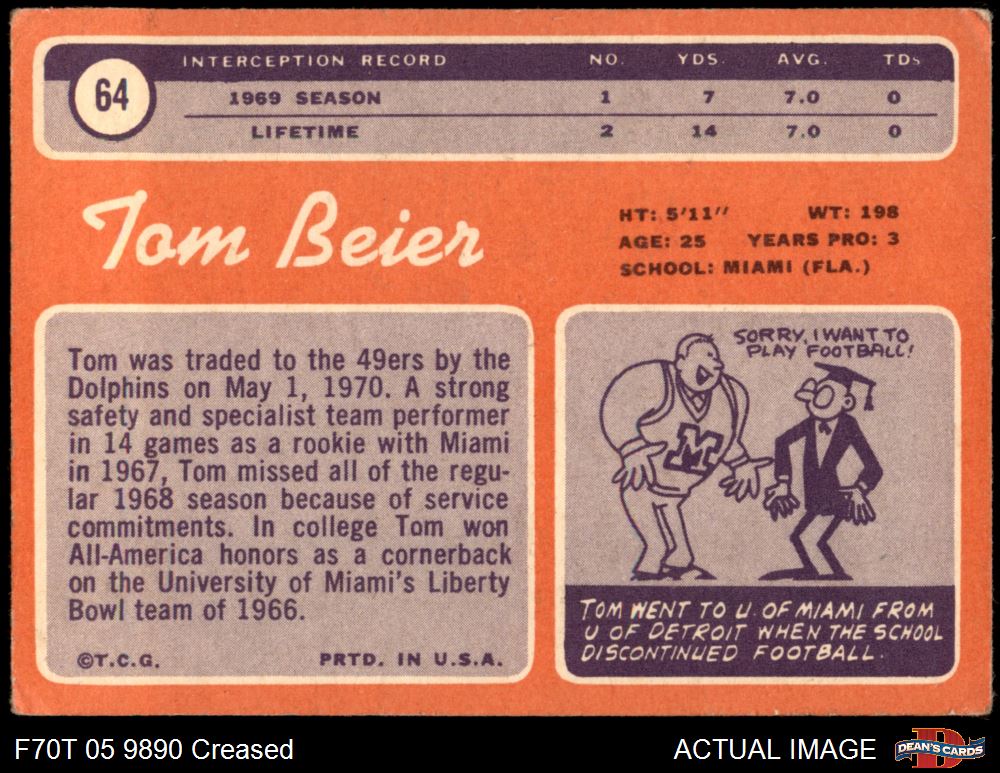 INTERCEPTION RECORD NO. YDS. AVG. TDs
64
1969 SEASON 1 7 7.0 0
LIFETIME 2 14 7.0 0
Tom Beier
HT: 5'11" WT: 198
AGE: 25 YEARS PRO: 3
SCHOOL: MIAMI (FLA.)
Tom was traded to the 49ers by the
Dolphins on May 1, 1970. A strong
safety and specialist team performer
in 14 games as a rookie with Miami
in 1967, Tom missed all of the regu-
lar 1968 season because of service
commitments. In college Tom won
All-America honors as a cornerback
on the University of Miami's Liberty
Bowl team of 1966.
©T.C.G. PRTD. IN U.S.A.
SORRY, I WANT TO
PLAY FOOTBALL!
M
TOM WENT TO U. OF MIAMI FROM
U OF DETROIT WHEN THE SCHOOL
DISCONTINUED FOOTBALL.
F70T 05 9890 Creased
ACTUAL IMAGE
D
DEAN'S CARDS